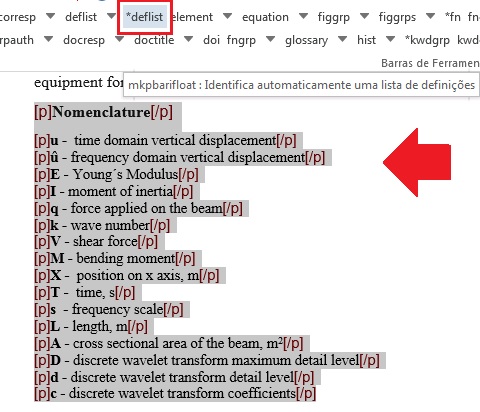 corresp deflist *deflist element equation figgrp figgrps *fn
rpauth docresp doctitle doi fngrp glossary hist *kwdgrp
Barras de Ferramen
equipment for
mkpbarifloat : Identifica automaticamente uma lista de definições
[p]Nomenclature[/p]
[p]u - time domain vertical displacement[/p]
[p]û - frequency domain vertical displacement[/p]
[p]E - Young´s Modulus[/p]
[p]I - moment of inertia[/p]
[p]q - force applied on the beam[/p]
[p]k - wave number[/p]
[p]V - shear force[/p]
[p]M - bending moment[/p]
[p]X - position on x axis, m[/p]
[p]T - time, s[/p]
[p]s - frequency scale[/p]
[p]L - length, m[/p]
[p]A - cross sectional area of the beam, m²[/p]
[p]D - discrete wavelet transform maximum detail level[/p]
[p]d - discrete wavelet transform detail level[/p]
[p]c - discrete wavelet transform coefficients[/p]